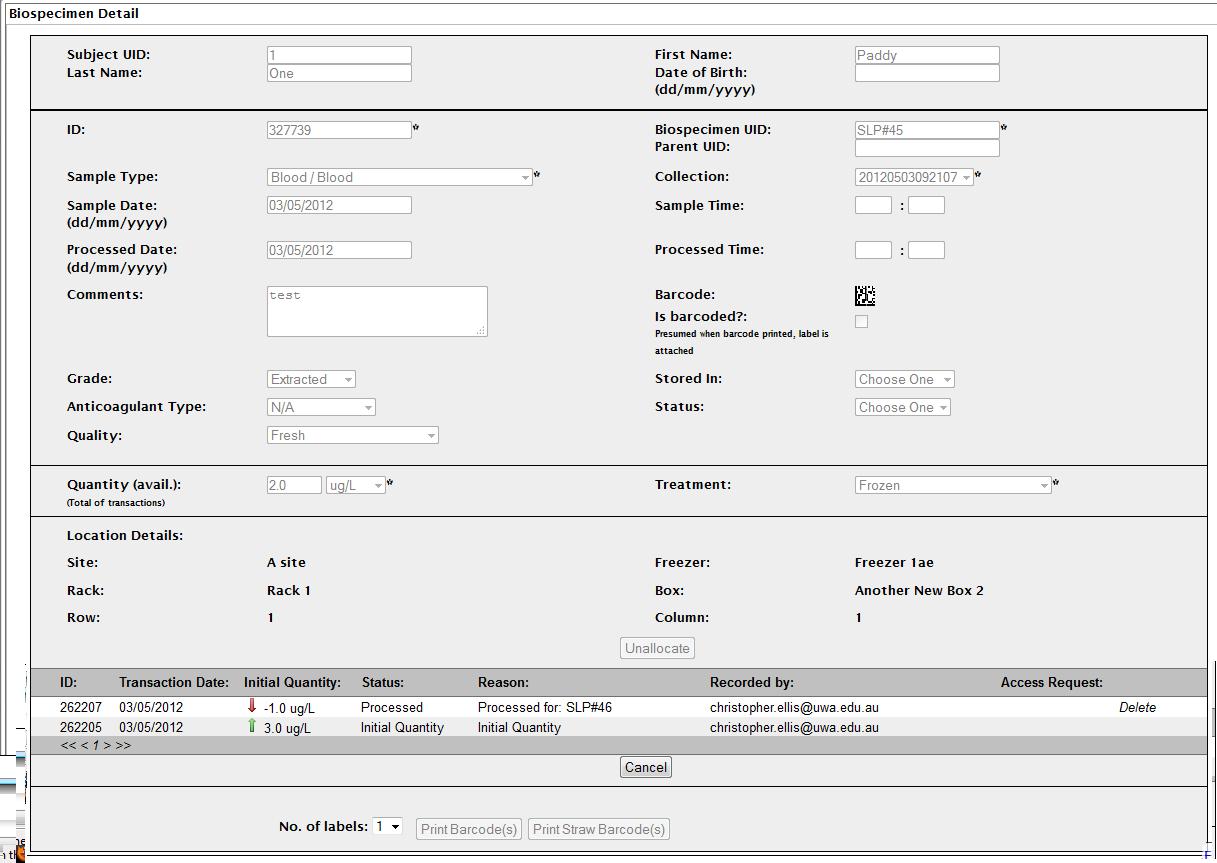 Biospecimen Detail
Subject UID: 1 First Name: Paddy
Last Name: One Date of Birth:
(dd/mm/yyyy)
ID: 327739 * Biospecimen UID: SLP#45 *
Parent UID:
Sample Type: Blood / Blood * Collection: 20120503092107 *
Sample Date: 03/05/2012 Sample Time: :
(dd/mm/yyyy)
Processed Date: 03/05/2012 Processed Time: :
(dd/mm/yyyy)
Comments: test Barcode:
Is barcoded?:
Presumed when barcode printed, label is
attached
Grade: Extracted Stored In: Choose One
Anticoagulant Type: N/A Status: Choose One
Quality: Fresh
Quantity (avail.): 2.0 ug/L * Treatment: Frozen *
(Total of transactions)
Location Details:
Site: A site Freezer: Freezer 1ae
Rack: Rack 1 Box: Another New Box 2
Row: 1 Column: 1
Unallocate
ID: Transaction Date: Initial Quantity: Status: Reason: Recorded by: Access Request:
262207 03/05/2012 -1.0 ug/L Processed Processed for: SLP#46 christopher.ellis@uwa.edu.au Delete
262205 03/05/2012 3.0 ug/L Initial Quantity Initial Quantity christopher.ellis@uwa.edu.au
<< < 1 > >>
Cancel
No. of labels: 1 Print Barcode(s) Print Straw Barcode(s)